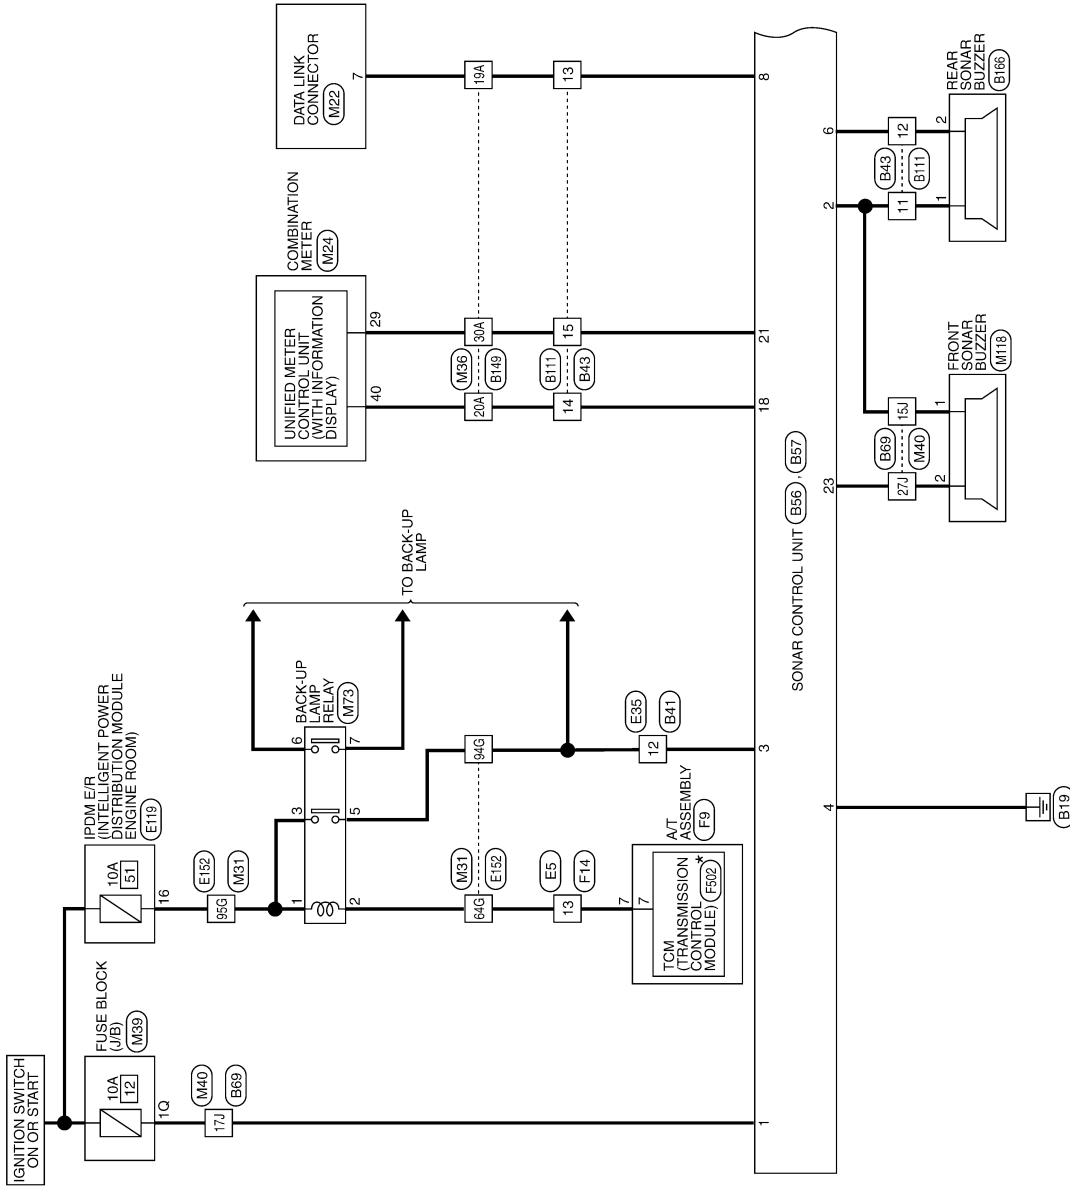 IGNITION SWITCH
ON OR START
FUSE BLOCK
(J/B)
M39
10A
12
1Q
M40
17J
B69
IPDM E/R
(INTELLIGENT POWER
DISTRIBUTION MODULE
ENGINE ROOM)
E119
10A
51
16
E152
95G
M31
BACK-UP
LAMP
RELAY
M73
1
3
6
2
5
7
TO BACK-UP
LAMP
M31
64G
94G
E152
E5
13
F14
E35
12
B41
A/T
ASSEMBLY
F9
7
7
TCM
(TRANSMISSION
CONTROL
MODULE)
F502
*
COMBINATION
METER
M24
UNIFIED METER
CONTROL UNIT
(WITH INFORMATION
DISPLAY)
40
29
DATA LINK
CONNECTOR
M22
7
M36
20A
30A
19A
B149
B111
14
15
13
B43
1
3
18
21
8
SONAR CONTROL UNIT
B56
,
B57
4
23
2
6
B19
B69
27J
15J
M40
2
1
FRONT
SONAR
BUZZER
M118
B43
11
12
B111
1
2
REAR
SONAR
BUZZER
B166